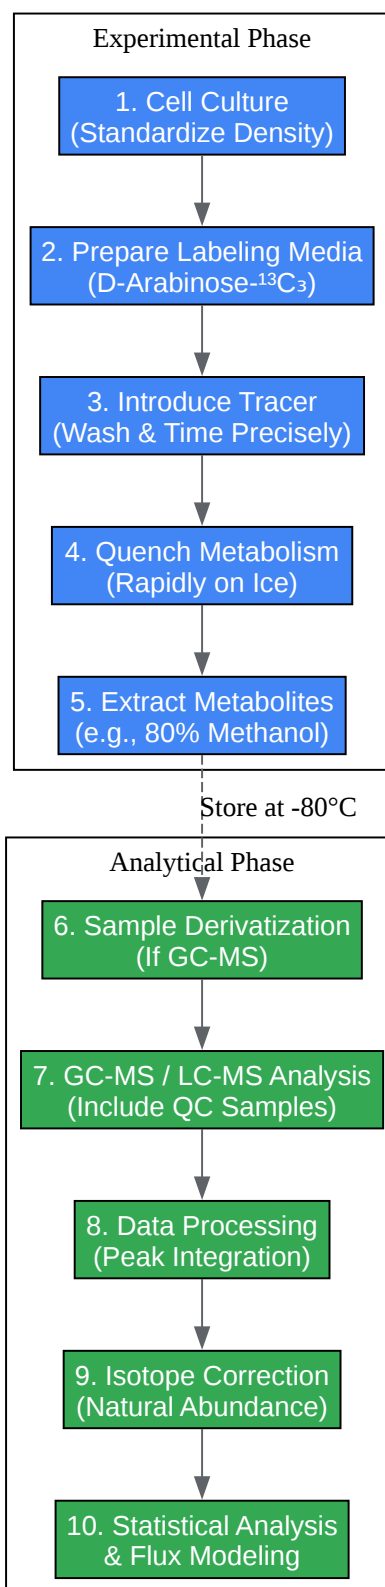 Experimental Phase
1. Cell Culture
(Standardize Density)
2. Prepare Labeling Media
(D-Arabinose-¹³C₃)
3. Introduce Tracer
(Wash & Time Precisely)
4. Quench Metabolism
(Rapidly on Ice)
5. Extract Metabolites
(e.g., 80% Methanol)
Store at -80°C
Analytical Phase
6. Sample Derivatization
(If GC-MS)
7. GC-MS / LC-MS Analysis
(Include QC Samples)
8. Data Processing
(Peak Integration)
9. Isotope Correction
(Natural Abundance)
10. Statistical Analysis
& Flux Modeling